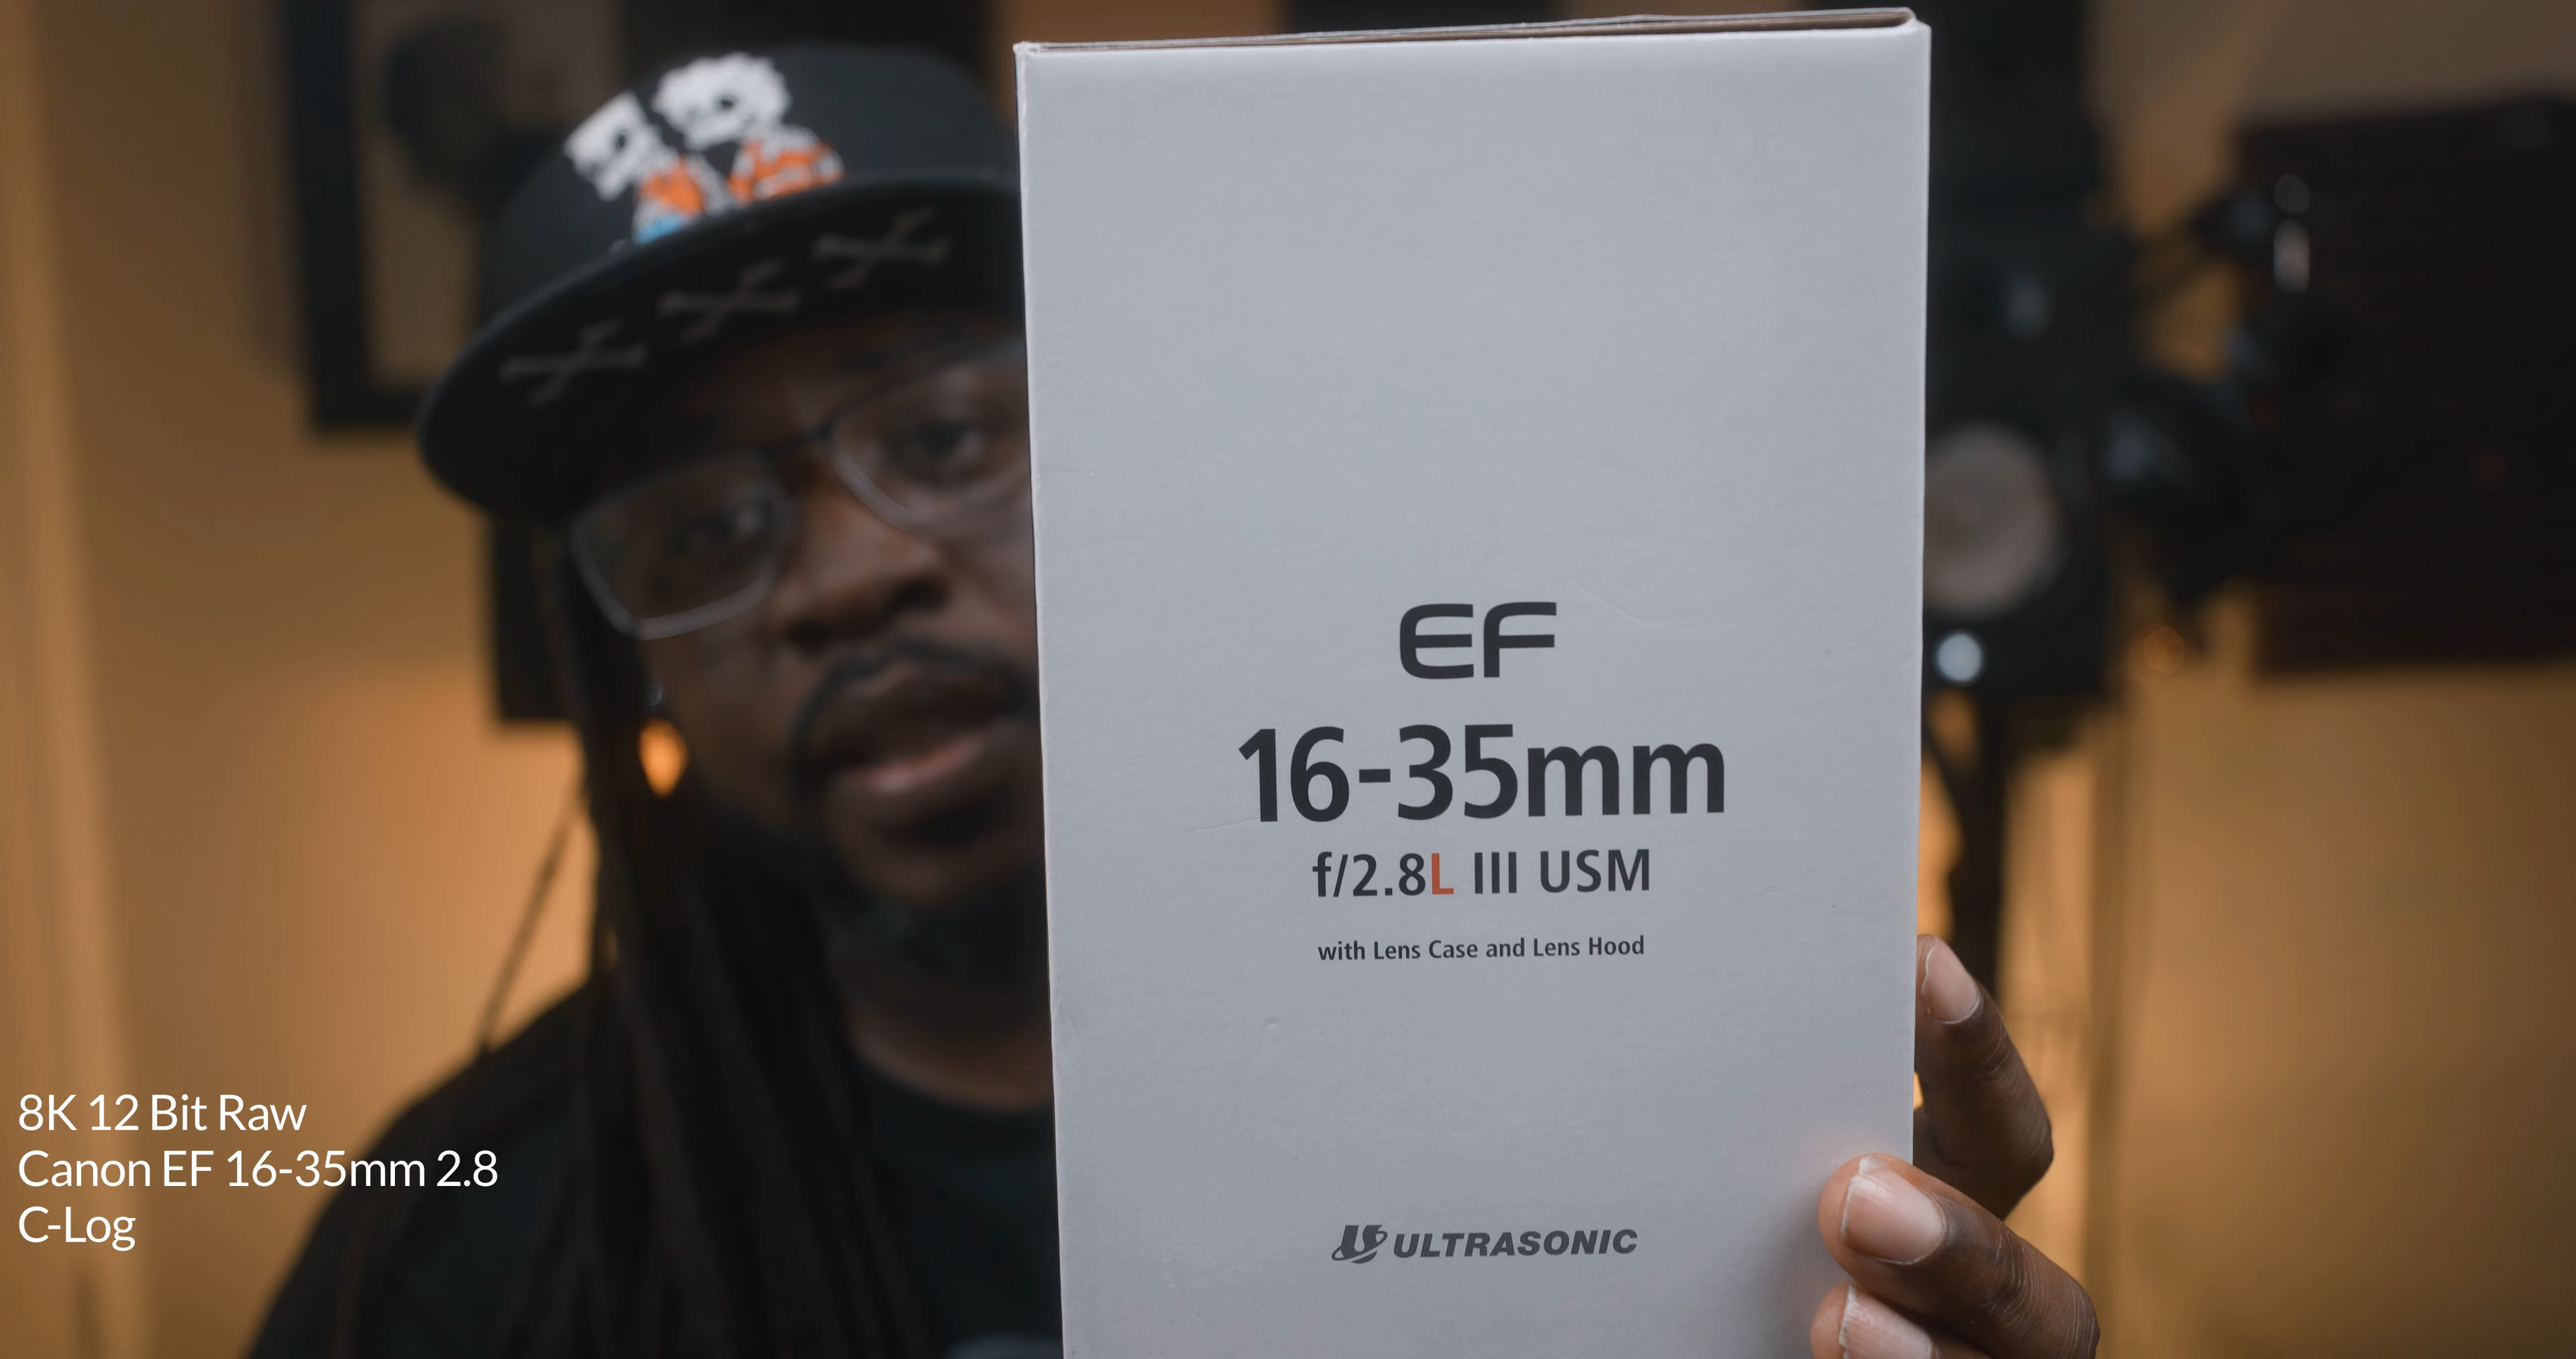 EF
16-35mm
f/2.8L III USM
with Lens Case and Lens Hood
ULTRASONIC
8K 12 Bit Raw
Canon EF 16-35mm 2.8
C-Log